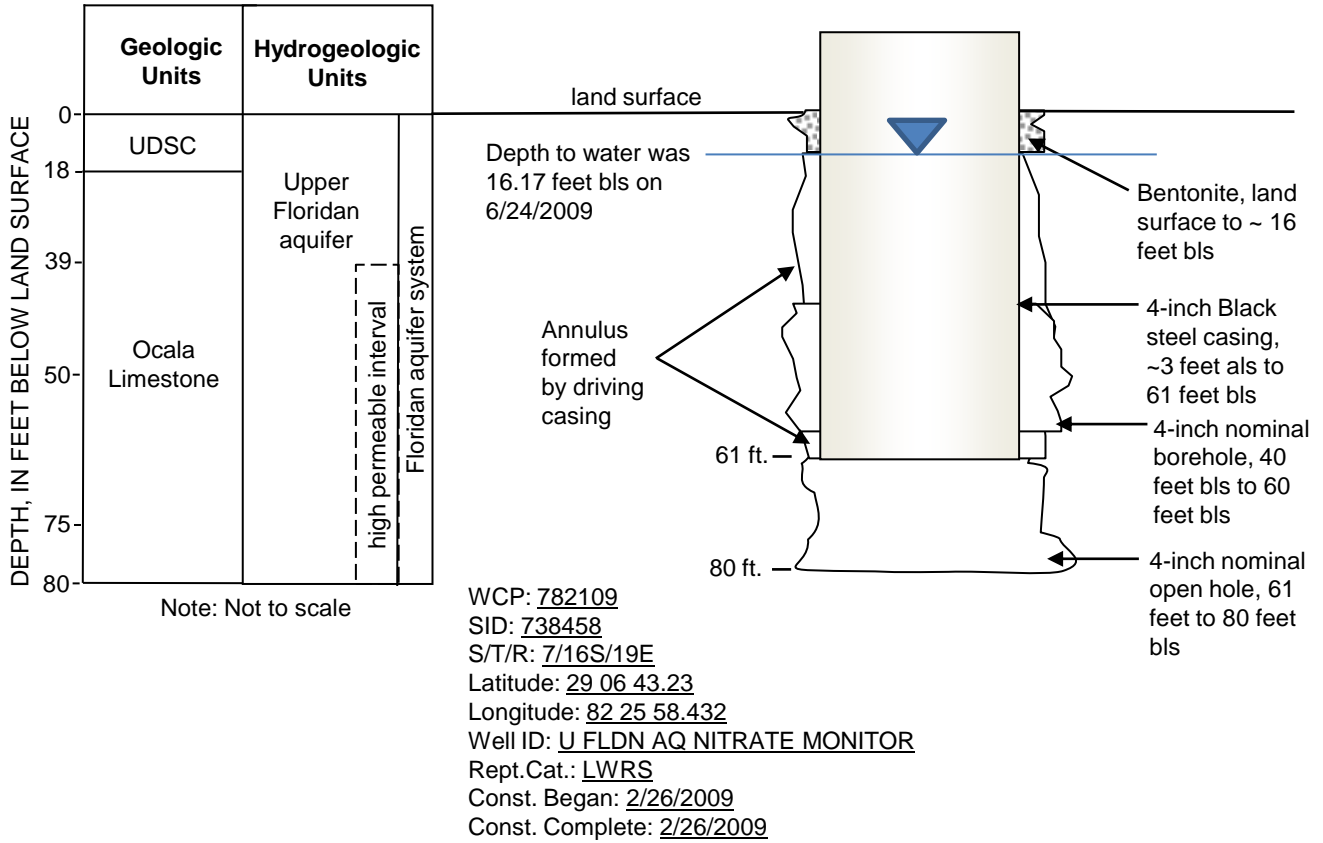 Geologic
Units
Hydrogeologic
Units
DEPTH, IN FEET BELOW LAND SURFACE
0
18
39
50
75
80
UDSC
Ocala
Limestone
Upper
Floridan
aquifer
high permeable interval
Floridan aquifer system
Note: Not to scale
land surface
Depth to water was
16.17 feet bls on
6/24/2009
Annulus
formed
by driving
casing
61 ft.
80 ft.
Bentonite, land
surface to ~ 16
feet bls
4-inch Black
steel casing,
~3 feet als to
61 feet bls
4-inch nominal
borehole, 40
feet bls to 60
feet bls
4-inch nominal
open hole, 61
feet to 80 feet
bls
WCP: 782109
SID: 738458
S/T/R: 7/16S/19E
Latitude: 29 06 43.23
Longitude: 82 25 58.432
Well ID: U FLDN AQ NITRATE MONITOR
Rept.Cat.: LWRS
Const. Began: 2/26/2009
Const. Complete: 2/26/2009